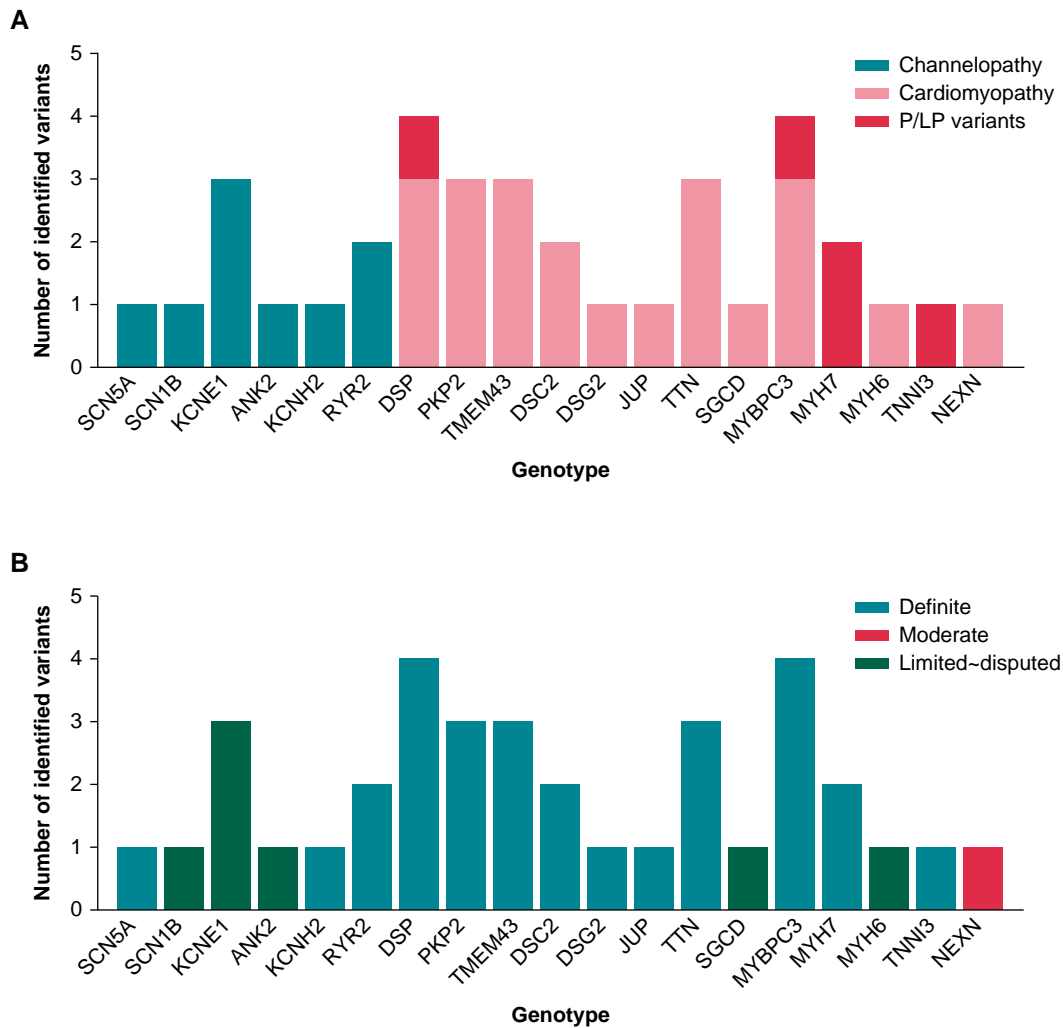 A
Number of identified variants
5
4
3
2
1
0
Channelopathy
Cardiomyopathy
P/LP variants
SCN5A
SCN1B
KCNE1
ANK2
KCNH2
RYR2
DSP
PKP2
TMEM43
DSC2
DSG2
JUP
TTN
SGCD
MYBPC3
MYH7
MYH6
TNNI3
NEXN
Genotype
B
Number of identified variants
5
4
3
2
1
0
Definite
Moderate
Limited~disputed
SCN5A
SCN1B
KCNE1
ANK2
KCNH2
RYR2
DSP
PKP2
TMEM43
DSC2
DSG2
JUP
TTN
SGCD
MYBPC3
MYH7
MYH6
TNNI3
NEXN
Genotype